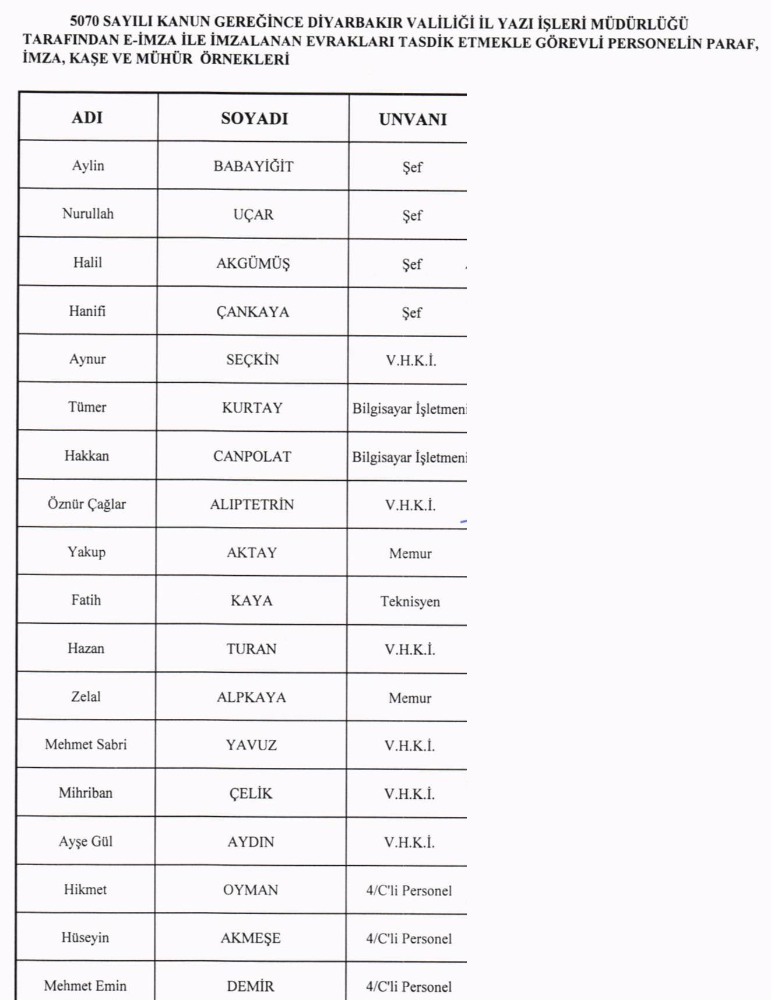 5070 SAYILI KANUN GEREĞİNCE DİYARBAKIR VALİLİĞİ İL YAZI İŞLERİ MÜDÜRLÜĞÜ
TARAFINDAN E-İMZA İLE İMZALANAN EVRAKLARI TASDİK ETMEKLE GÖREVLİ PERSONELİN PARAF,
İMZA, KAŞE VE MÜHÜR ÖRNEKLERİ
ADI SOYADI UNVANI
Aylin BABAYİĞİT Şef
Nurullah UÇAR Şef
Halil AKGÜMÜŞ Şef
Hanifi ÇANKAYA Şef
Aynur SEÇKİN V.H.K.İ.
Tümer KURTAY Bilgisayar İşletmeni
Hakkan CANPOLAT Bilgisayar İşletmeni
Öznür Çağlar ALIPTETRİN V.H.K.İ.
Yakup AKTAY Memur
Fatih KAYA Teknisyen
Hazan TURAN V.H.K.İ.
Zelal ALPKAYA Memur
Mehmet Sabri YAVUZ V.H.K.İ.
Mihriban ÇELİK V.H.K.İ.
Ayşe Gül AYDIN V.H.K.İ.
Hikmet OYMAN 4/C'li Personel
Hüseyin AKMEŞE 4/C'li Personel
Mehmet Emin DEMİR 4/C'li Personel